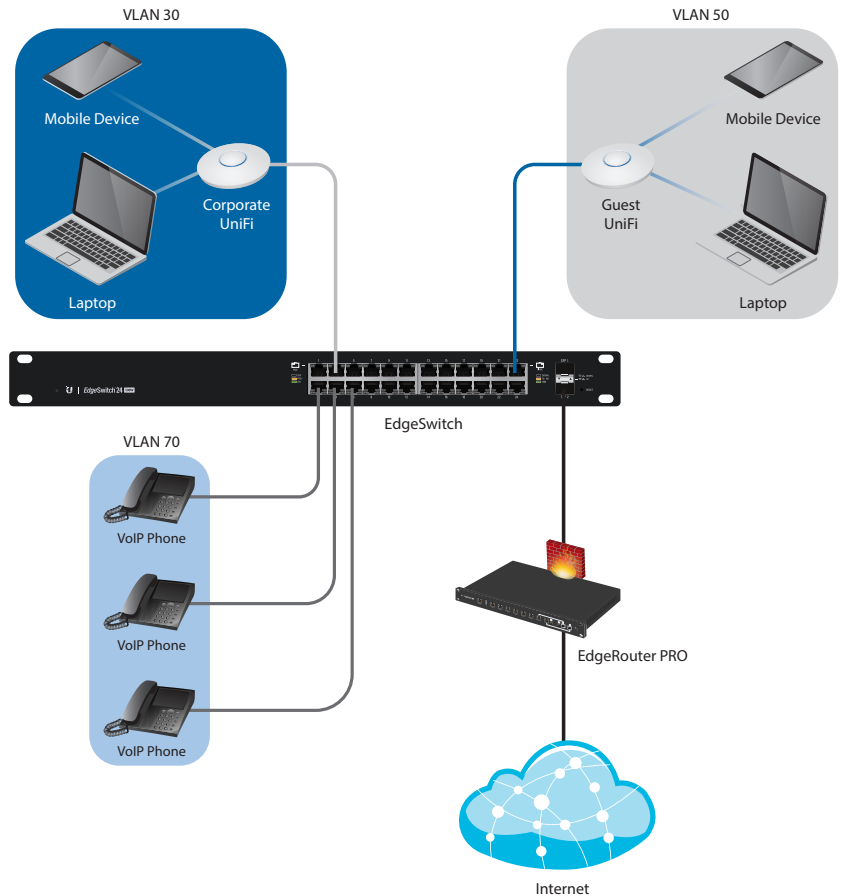 VLAN 30
VLAN 50
Mobile Device
Mobile Device
Corporate
UniFi
Guest
UniFi
Laptop
Laptop
EdgeSwitch 24
EdgeSwitch
VLAN 70
VoIP Phone
VoIP Phone
VoIP Phone
EdgeRouter PRO
Internet